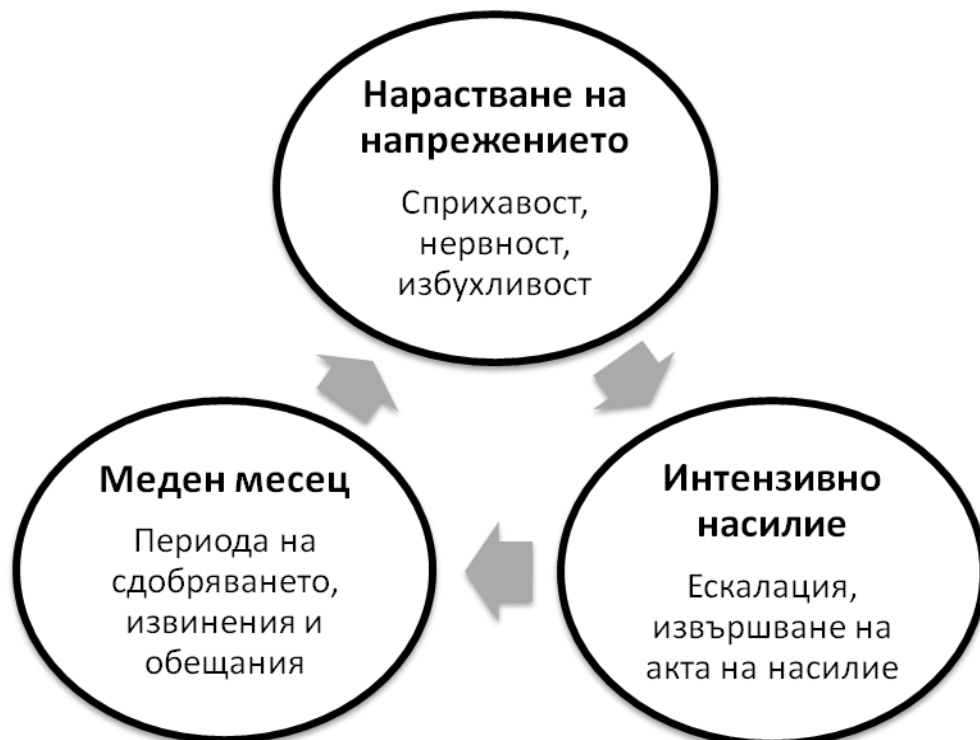 Нарастване на
напрежението
Сприхавост,
нервност,
избухливост
Интензивно
насилие
Ескалация,
извършване на
акта на насилие
Меден месец
Периода на
сдобряването,
извинения и
обещания